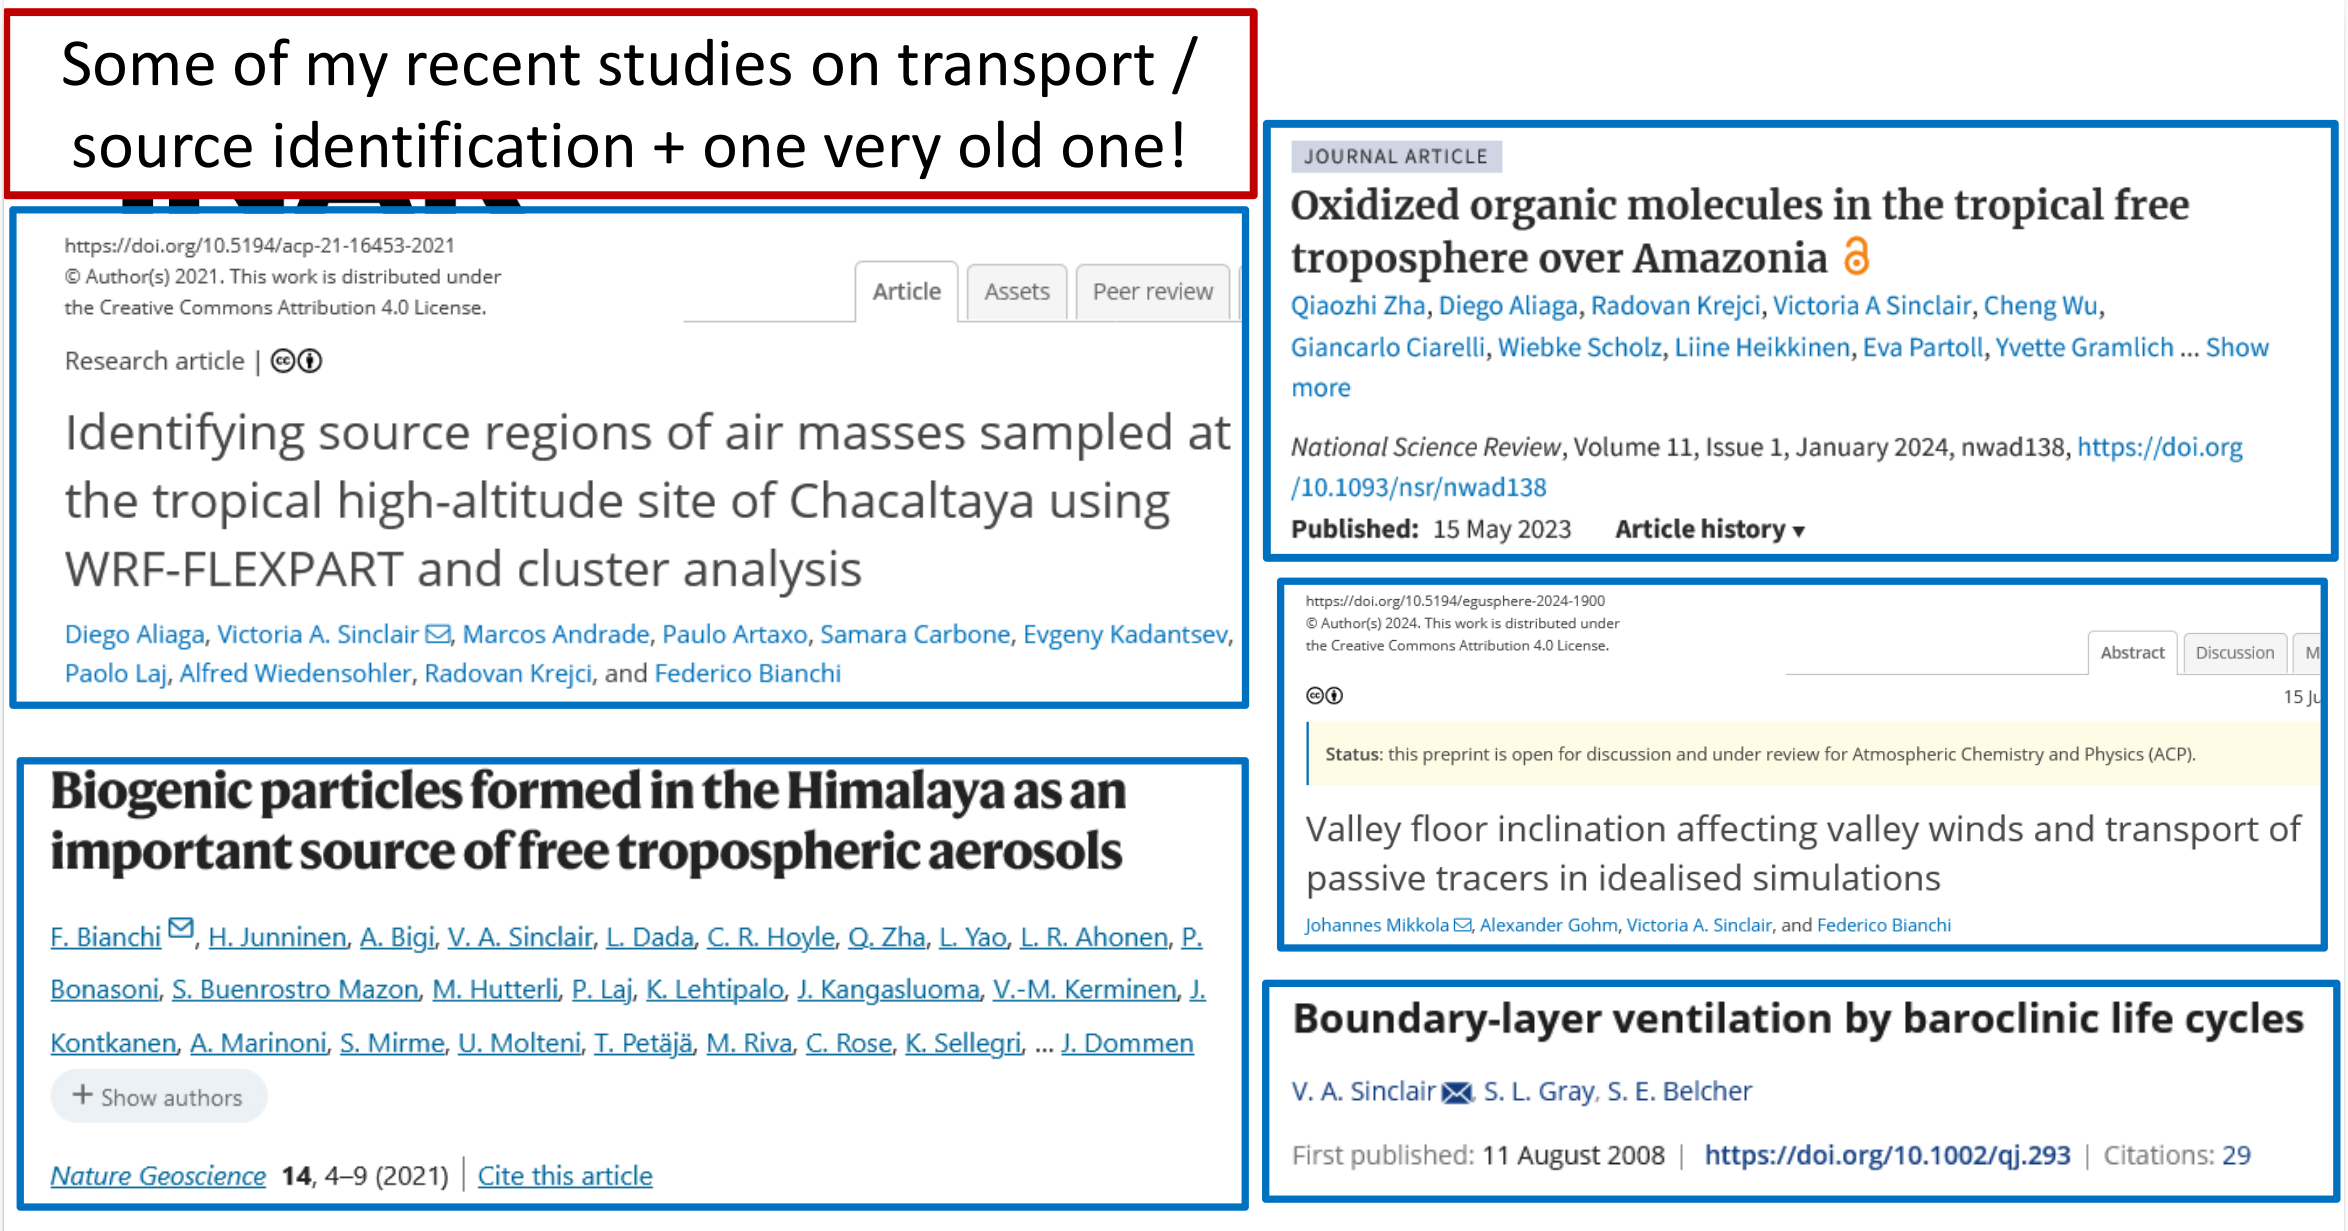 Some of my recent studies on transport /
source identification + one very old one!
https://doi.org/10.5194/acp-21-16453-2021
© Author(s) 2021. This work is distributed under
the Creative Commons Attribution 4.0 License.
Article Assets Peer review
Research article |
Identifying source regions of air masses sampled at
the tropical high-altitude site of Chacaltaya using
WRF-FLEXPART and cluster analysis
Diego Aliaga, Victoria A. Sinclair, Marcos Andrade, Paulo Artaxo, Samara Carbone, Evgeny Kadantsev,
Paolo Laj, Alfred Wiedensohler, Radovan Krejci, and Federico Bianchi
Biogenic particles formed in the Himalaya as an
important source of free tropospheric aerosols
F. Bianchi, H. Junninen, A. Bigi, V. A. Sinclair, L. Dada, C. R. Hoyle, Q. Zha, L. Yao, L. R. Ahonen, P.
Bonasoni, S. Buenrostro Mazon, M. Hutterli, P. Laj, K. Lehtipalo, J. Kangasluoma, V.-M. Kerminen, J.
Kontkanen, A. Marinoni, S. Mirme, U. Molteni, T. Petäjä, M. Riva, C. Rose, K. Sellegri, ... J. Dommen
+ Show authors
Nature Geoscience 14, 4–9 (2021) | Cite this article
JOURNAL ARTICLE
Oxidized organic molecules in the tropical free
troposphere over Amazonia
Qiaozhi Zha, Diego Aliaga, Radovan Krejci, Victoria A Sinclair, Cheng Wu,
Giancarlo Ciarelli, Wiebke Scholz, Liine Heikkinen, Eva Partoll, Yvette Gramlich ... Show
more
National Science Review, Volume 11, Issue 1, January 2024, nwad138, https://doi.org
/10.1093/nsr/nwad138
Published: 15 May 2023 Article history ▾
https://doi.org/10.5194/egusphere-2024-1900
© Author(s) 2024. This work is distributed under
the Creative Commons Attribution 4.0 License.
Abstract Discussion M
15 Ju
Status: this preprint is open for discussion and under review for Atmospheric Chemistry and Physics (ACP).
Valley floor inclination affecting valley winds and transport of
passive tracers in idealised simulations
Johannes Mikkola, Alexander Gohm, Victoria A. Sinclair, and Federico Bianchi
Boundary-layer ventilation by baroclinic life cycles
V. A. Sinclair, S. L. Gray, S. E. Belcher
First published: 11 August 2008 | https://doi.org/10.1002/qj.293 | Citations: 29